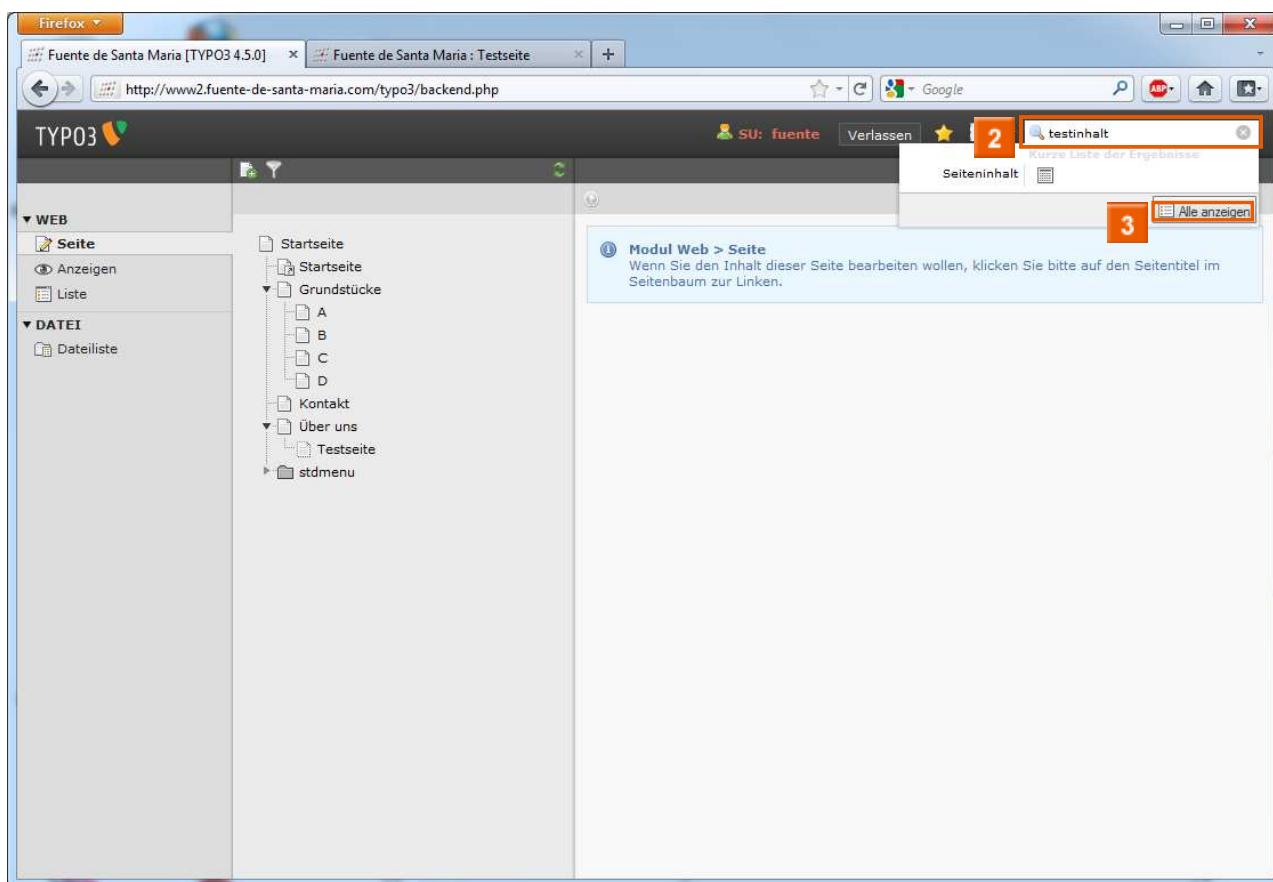 Firefox
Fuente de Santa Maria [TYPO3 4.5.0]
Fuente de Santa Maria : Testseite
http://www2.fuente-de-santa-maria.com/typo3/backend.php
Google
ABP
TYPO3
SU: fuente
Verlassen
2
testinhalt
Kurze Liste der Ergebnisse
Seiteninhalt
3
Alle anzeigen
WEB
Seite
Anzeigen
Liste
DATEI
Dateiliste
Startseite
Startseite
Grundstücke
A
B
C
D
Kontakt
Über uns
Testseite
stdmenu
Modul Web > Seite
Wenn Sie den Inhalt dieser Seite bearbeiten wollen, klicken Sie bitte auf den Seitentitel im
Seitenbaum zur Linken.